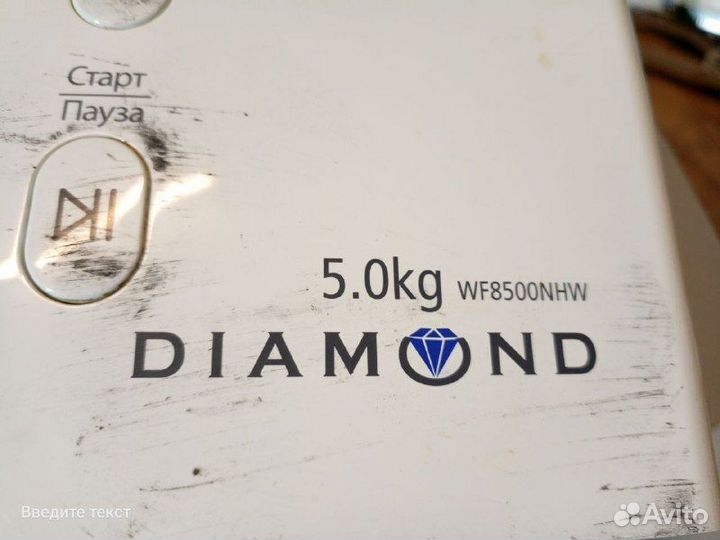 Старт
Пауза
5.0kg WF8500NHW
DIAMOND
Введите текст
Avito